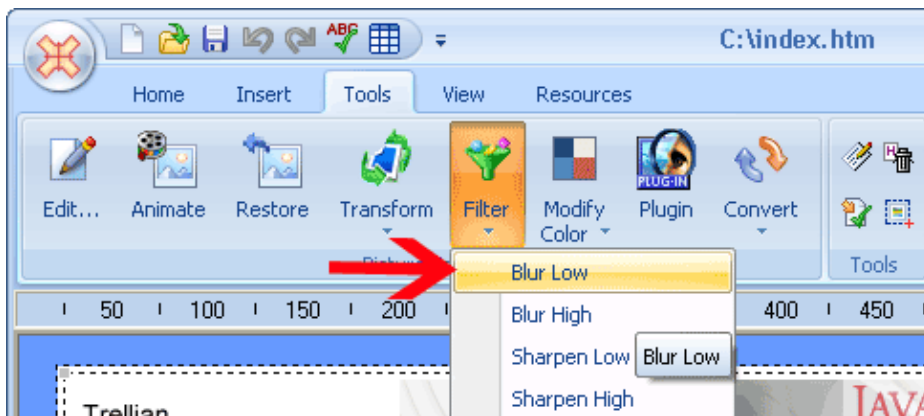 ABC
C:\index.htm
Home Insert Tools View Resources
PLUG-IN
Edit... Animate Restore Transform Filter Modify Color Plugin Convert
Tools
Blur Low
50 100 150 200 400 450
Blur High
Sharpen Low Blur Low
Sharpen High
Trellian